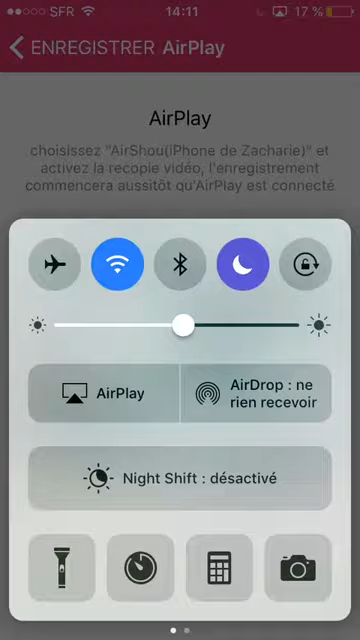 SFR 14:11 17 %
ENREGISTRER AirPlay
AirPlay
choisissez "AirShou(iPhone de Zacharie)" et
activez la recopie vidéo, l'enregistrement
commencera aussitôt qu'AirPlay est connecté
AirPlay
AirDrop : ne
rien recevoir
Night Shift : désactivé